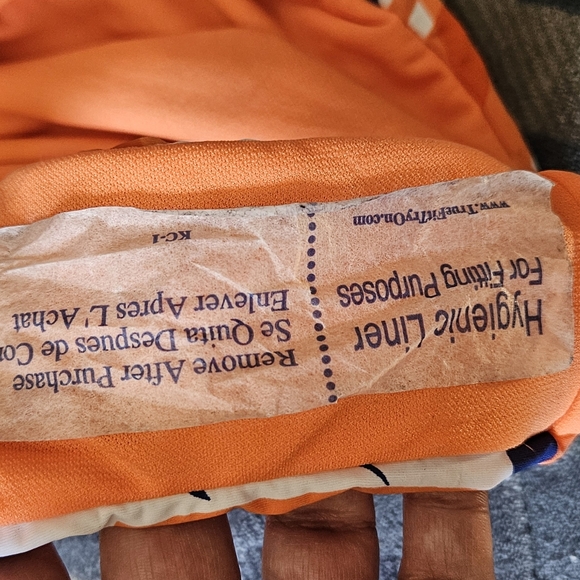 Hygienic Liner
For Fitting Purposes
www.TrueFitTryOn.com
Remove After Purchase
Se Quita Despues de
Enlever Apres L' Achat
KC-1